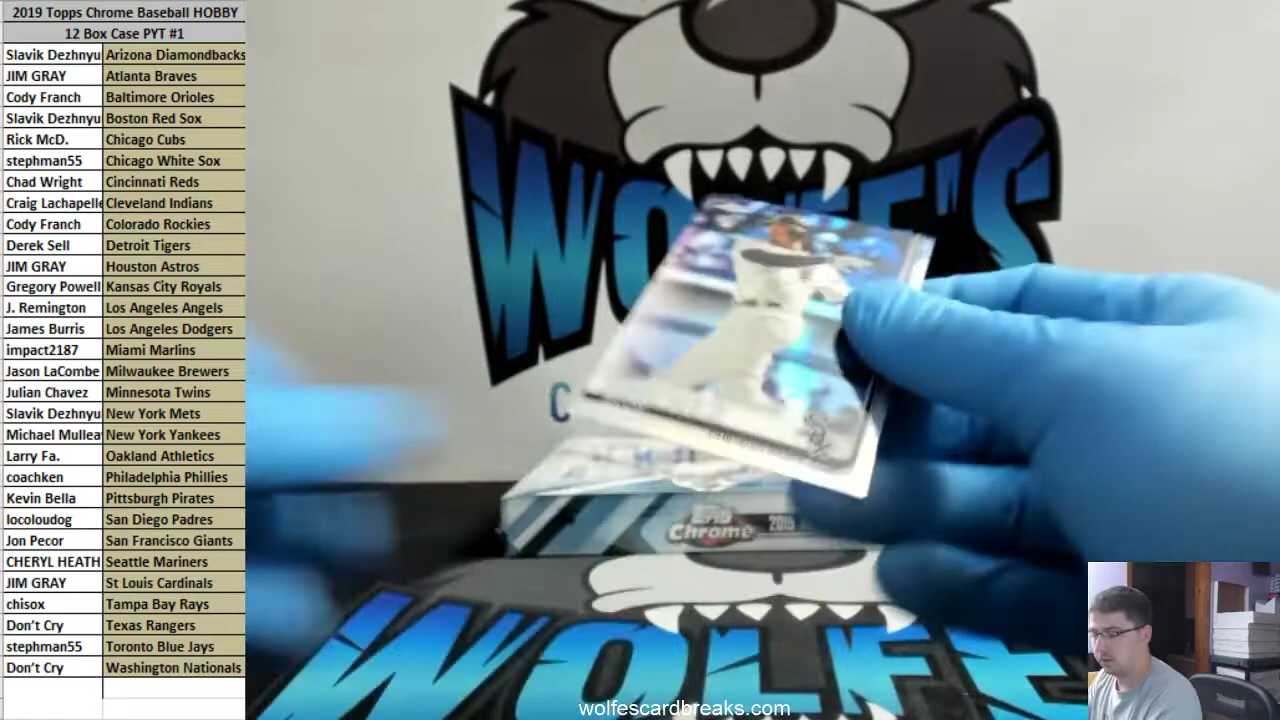 2019 Topps Chrome Baseball HOBBY
12 Box Case PYT #1
Slavik Dezhnyu Arizona Diamondbacks
JIM GRAY Atlanta Braves
Cody Franch Baltimore Orioles
Slavik Dezhnyu Boston Red Sox
Rick McD. Chicago Cubs
stephman55 Chicago White Sox
Chad Wright Cincinnati Reds
Craig Lachapelle Cleveland Indians
Cody Franch Colorado Rockies
Derek Sell Detroit Tigers
JIM GRAY Houston Astros
Gregory Powell Kansas City Royals
J. Remington Los Angeles Angels
James Burris Los Angeles Dodgers
impact2187 Miami Marlins
Jason LaCombe Milwaukee Brewers
Julian Chavez Minnesota Twins
Slavik Dezhnyu New York Mets
Michael Mullea New York Yankees
Larry Fa. Oakland Athletics
coachken Philadelphia Phillies
Kevin Bella Pittsburgh Pirates
locoloudog San Diego Padres
Jon Pecor San Francisco Giants
CHERYL HEATH Seattle Mariners
JIM GRAY St Louis Cardinals
chisox Tampa Bay Rays
Don't Cry Texas Rangers
stephman55 Toronto Blue Jays
Don't Cry Washington Nationals
WOLFE'S
C
Topps Chrome 2019
WOLFE
wolfescardbreaks.com